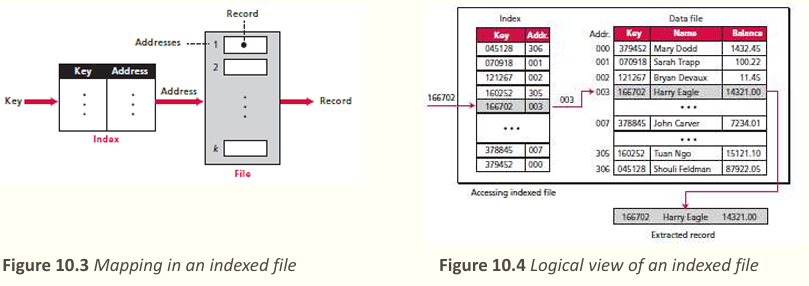 Record
Addresses
1
2
k
Key Address
Key
Address
Record
Index
File
Figure 10.3 Mapping in an indexed file
Index
Key Addr.
045128 306
070918 001
121267 002
160252 305
166702 003
• • •
378845 007
379452 000
166702
003
Data file
Addr. Key Name Balance
000 379452 Mary Dodd 1432.45
001 070918 Sarah Trapp 100.22
002 121267 Bryan Devaux 11.45
003 166702 Harry Eagle 14321.00
• • •
007 378845 John Carver 7234.01
• • •
305 160252 Tuan Ngo 15121.10
306 045128 Shouli Feldman 87922.05
Accessing indexed file
166702 Harry Eagle 14321.00
Extracted record
Figure 10.4 Logical view of an indexed file